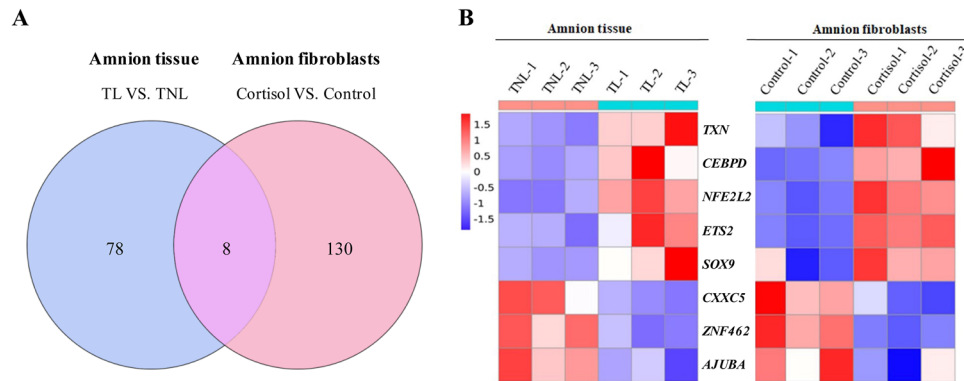 A
Amnion tissue
Amnion fibroblasts
TL VS. TNL
Cortisol VS. Control
78
8
130
B
Amnion tissue
Amnion fibroblasts
TNL-1
TNL-2
TNL-3
TL-1
TL-2
TL-3
Control-1
Control-2
Control-3
Cortisol-1
Cortisol-2
Cortisol-3
1.5
1
0.5
0
-0.5
-1
-1.5
TXN
CEBPD
NFE2L2
ETS2
SOX9
CXXC5
ZNF462
AJUBA